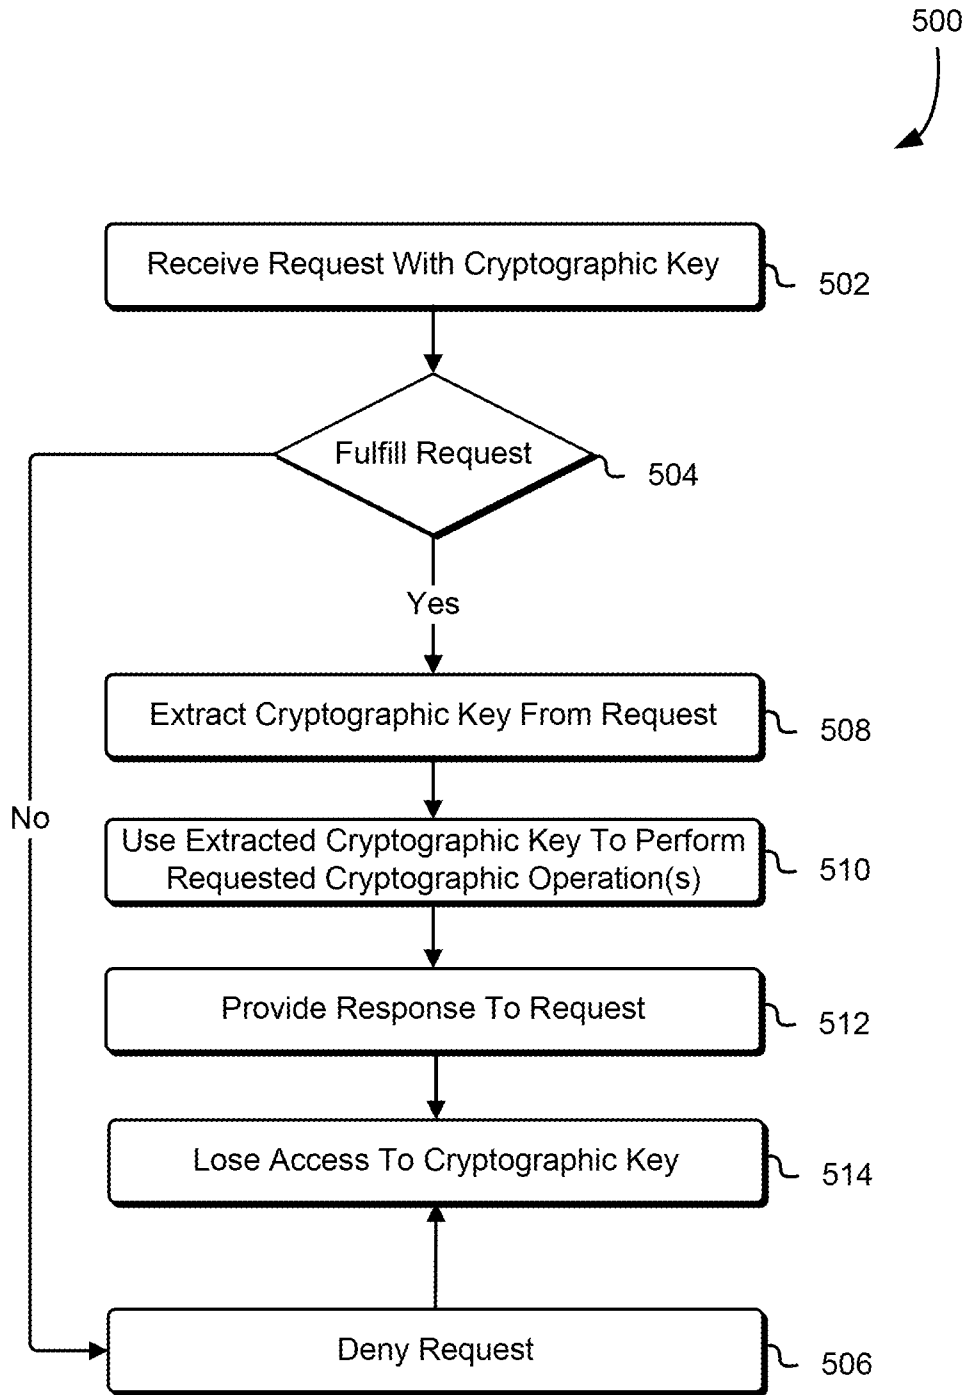 500
Receive Request With Cryptographic Key
502
Fulfill Request
504
Yes
Extract Cryptographic Key From Request
508
No
Use Extracted Cryptographic Key To Perform
Requested Cryptographic Operation(s)
510
Provide Response To Request
512
Lose Access To Cryptographic Key
514
Deny Request
506